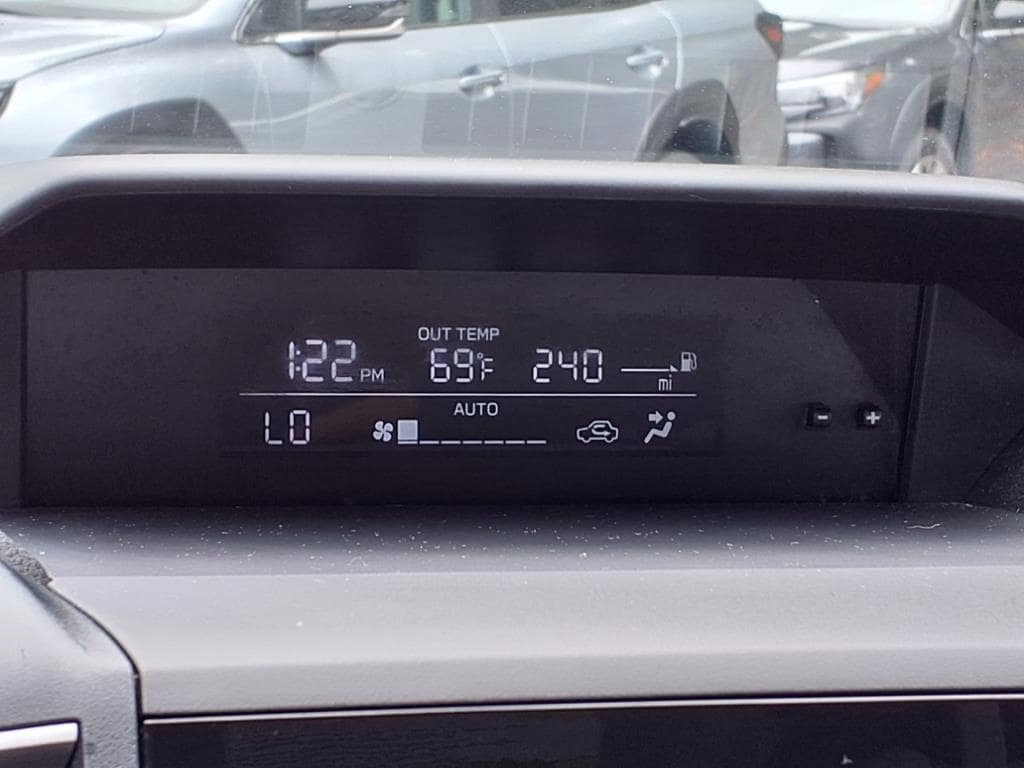 OUT TEMP
1:22 PM 69°F 240 mi
AUTO
LO
- +